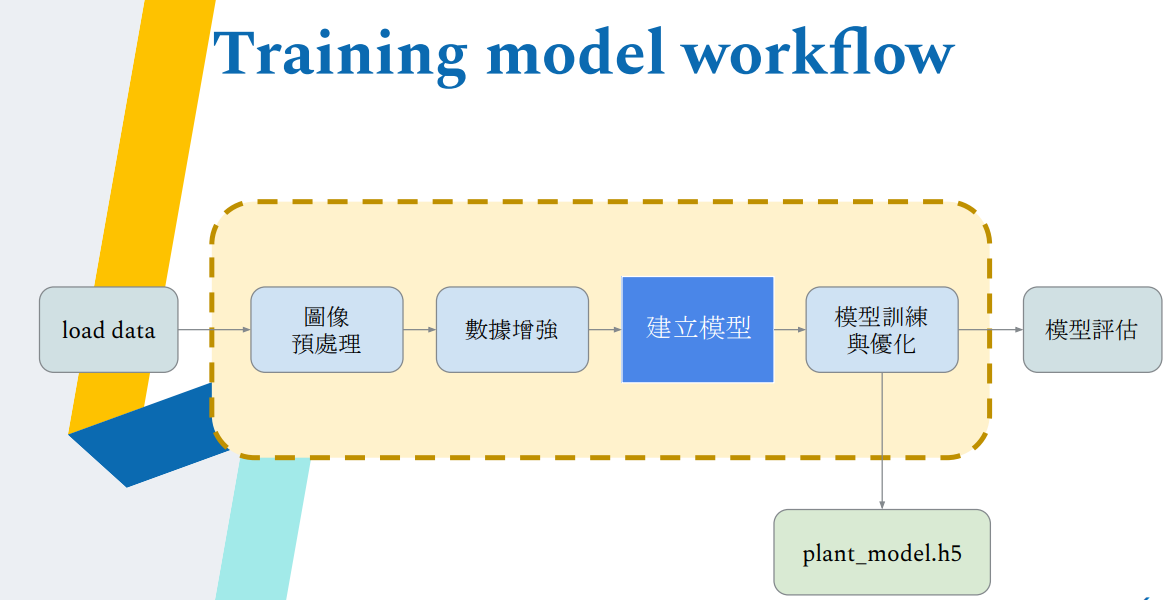 Training model workflow
load data
圖像
預處理
數據增強
建立模型
模型訓練
與優化
模型評估
plant_model.h5